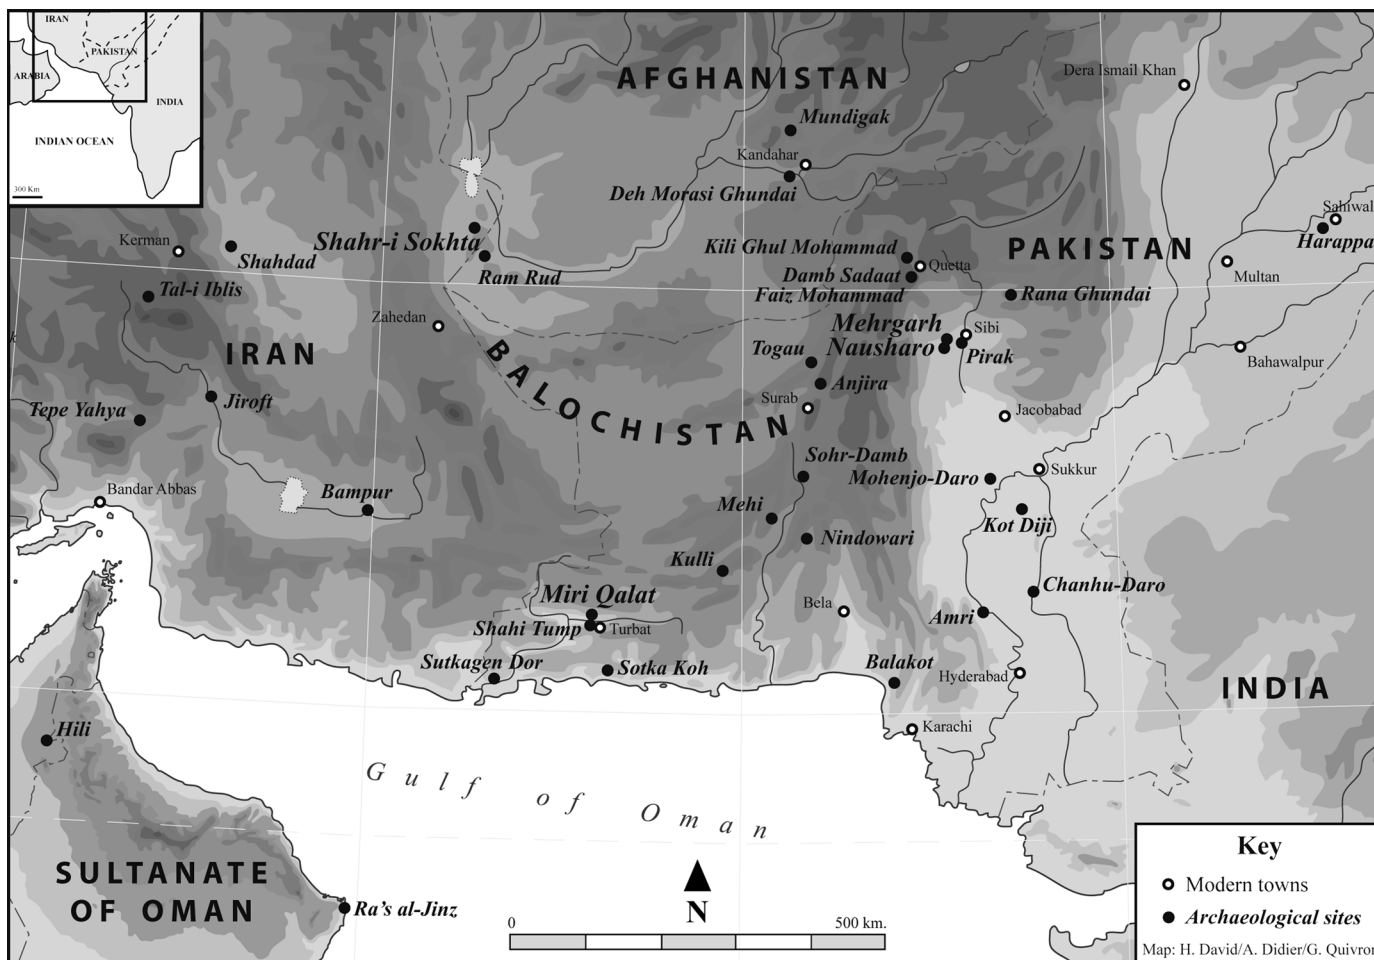 IRAN
PAKISTAN
ARABIA
INDIA
INDIAN OCEAN
300 Km
AFGHANISTAN
Dera Ismail Khan
Mundigak
Kandahar
Deh Morasi Ghundai
Sahiwal
Harappa
Kerman
Shahdad
Shahr-i Sokhta
Ram Rud
Kili Ghul Mohammad
PAKISTAN
Quetta
Damb Sadaat
Faiz Mohammad
Multan
Tal-i Iblis
Rana Ghundai
Zahedan
Mehrgarh
Sibi
Nausharo
Pirak
IRAN
BALOCHISTAN
Togau
Bahawalpur
Anjira
Surab
Jiroft
Tepe Yahya
Jacobabad
Sohr-Damb
Mohenjo-Daro
Sukkur
Bandar Abbas
Bampur
Mehi
Kot Diji
Nindowari
Kulli
Chanhu-Daro
Miri Qalat
Bela
Amri
Shahi Tump
Turbat
Sutkagen Dor
Sotka Koh
Balakot
Hyderabad
INDIA
Hili
Karachi
Gulf of Oman
SULTANATE
OF OMAN
Ra's al-Jinz
N
0
500 km.
Key
Modern towns
Archaeological sites
Map: H. David/A. Didier/G. Quivron